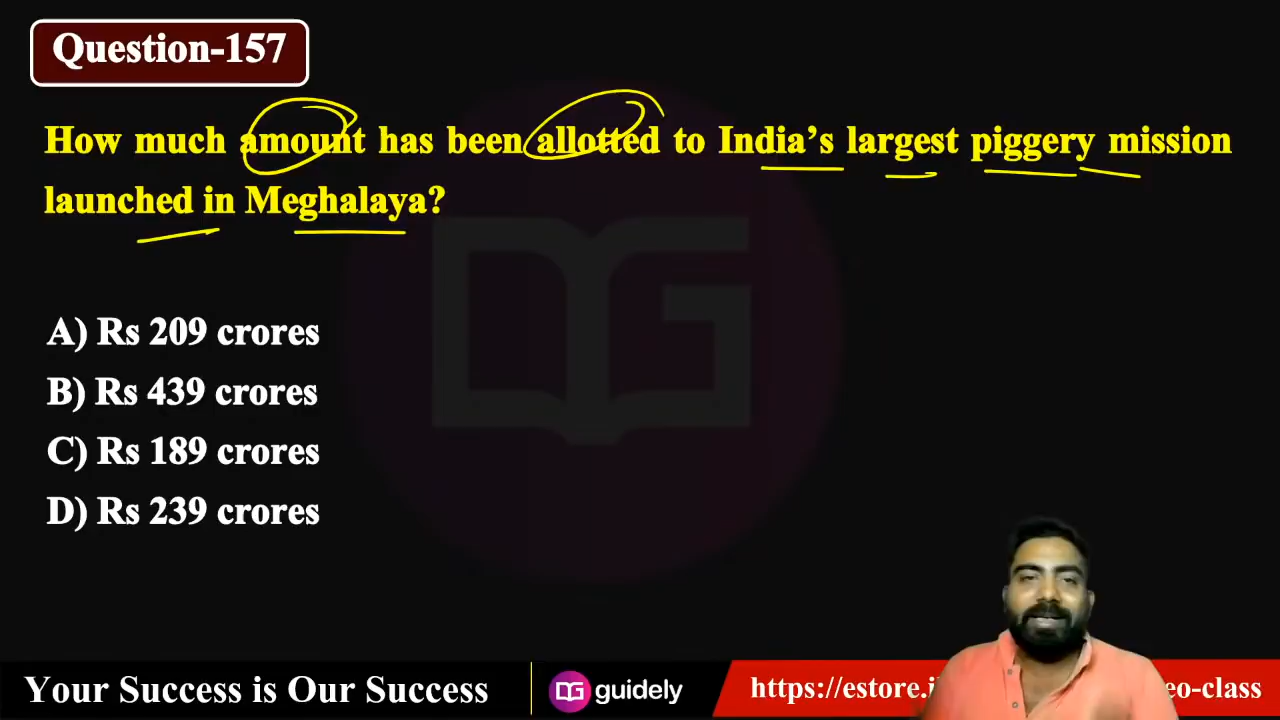 Question-157
How much amount has been allotted to India's largest piggery mission
launched in Meghalaya?
A) Rs 209 crores
B) Rs 439 crores
C) Rs 189 crores
D) Rs 239 crores
Your Success is Our Success
DG guidely
https://estore.i
eo-class